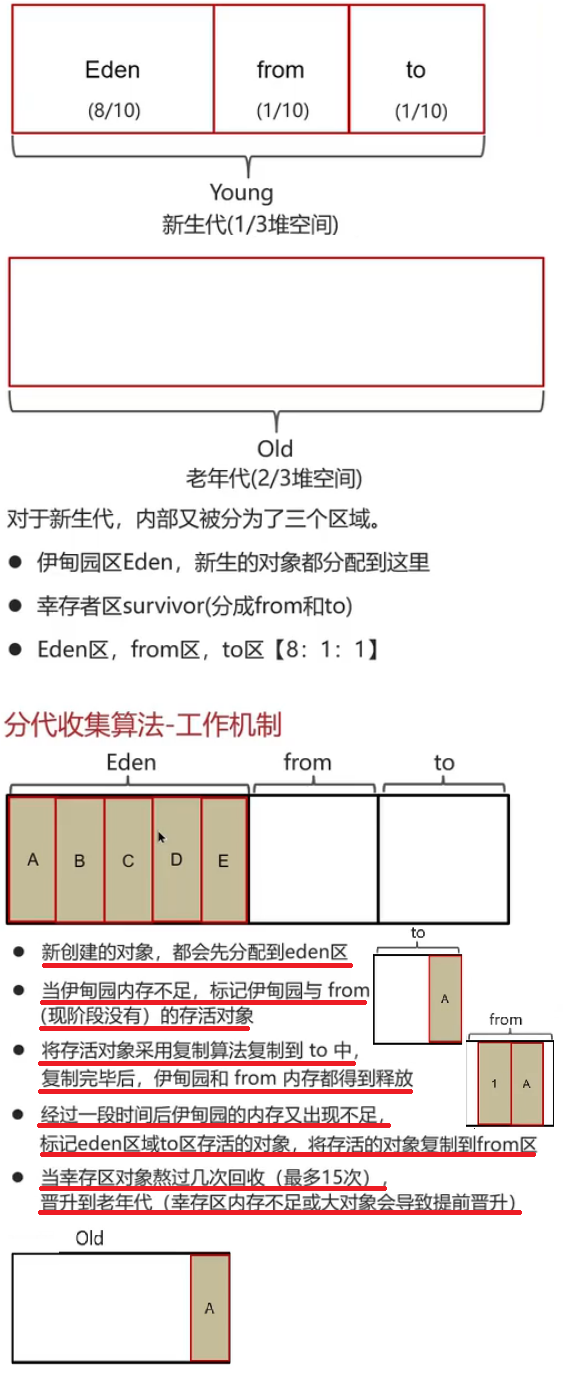 Eden from to
(8/10) (1/10) (1/10)
Young
新生代(1/3堆空间)
Old
老年代(2/3堆空间)
对于新生代，内部又被分为了三个区域。
● 伊甸园区Eden，新生的对象都分配到这里
● 幸存者区survivor(分成from和to)
● Eden区，from区，to区【8：1：1】
分代收集算法-工作机制
Eden from to
A B C D E
● 新创建的对象，都会先分配到eden区
● 当伊甸园内存不足，标记伊甸园与 from
（现阶段没有）的存活对象
to
A
● 将存活对象采用复制算法复制到 to 中，
复制完毕后，伊甸园和 from 内存都得到释放
from
1 A
● 经过一段时间后伊甸园的内存又出现不足，
标记eden区域to区存活的对象，将存活的对象复制到from区
● 当幸存区对象熬过几次回收（最多15次），
晋升到老年代（幸存区内存不足或大对象会导致提前晋升）
Old
A